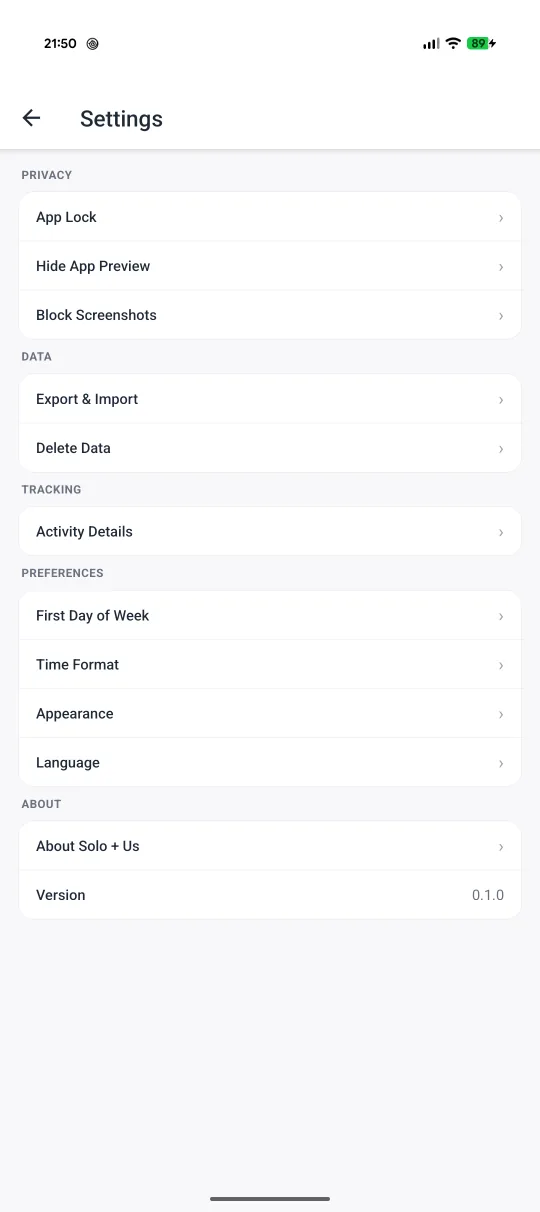 21:50
89
Settings
PRIVACY
App Lock
Hide App Preview
Block Screenshots
DATA
Export & Import
Delete Data
TRACKING
Activity Details
PREFERENCES
First Day of Week
Time Format
Appearance
Language
ABOUT
About Solo + Us
Version 0.1.0